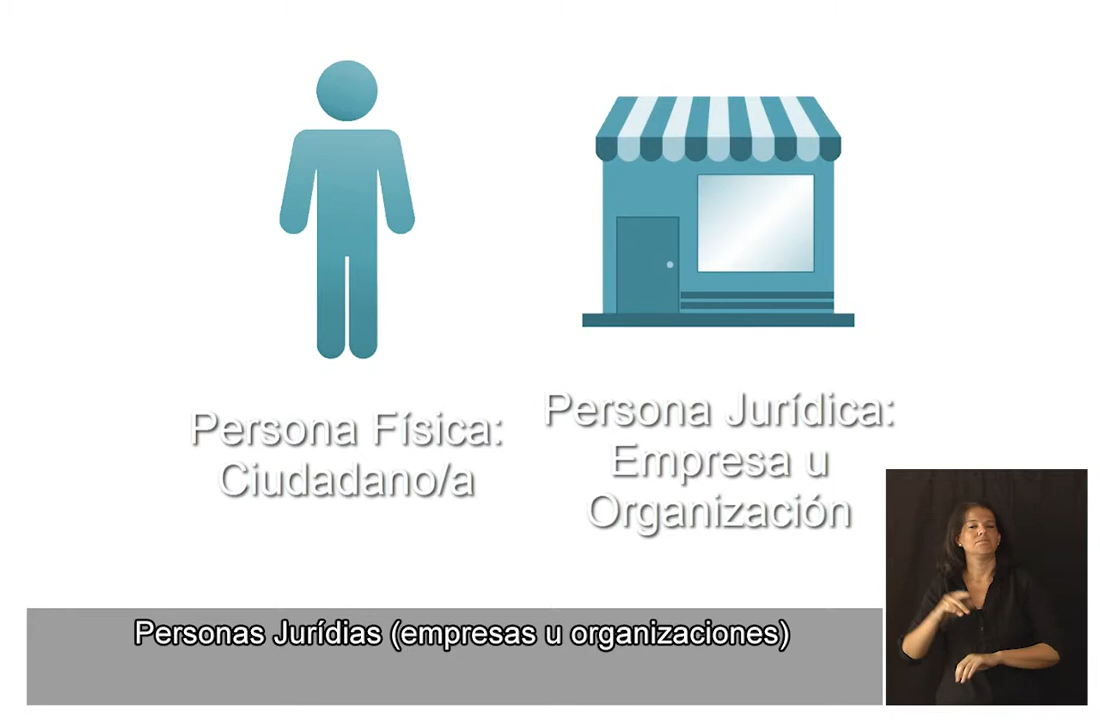 Persona Física:
Ciudadano/a
Persona Jurídica:
Empresa u
Organización
Personas Jurídias (empresas u organizaciones)